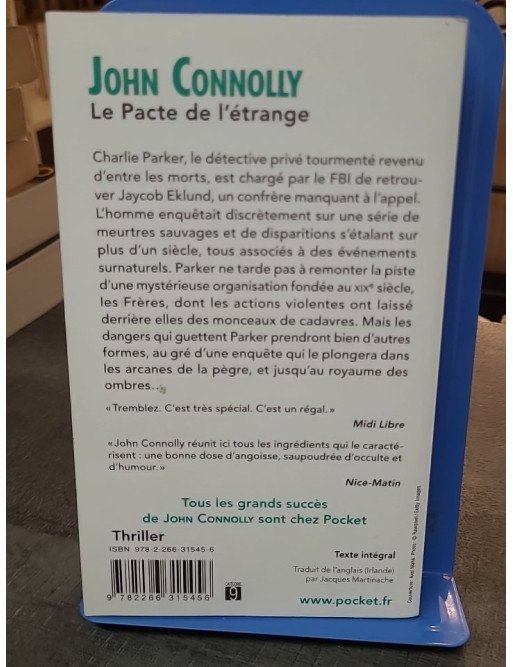 JOHN CONNOLLY
Le Pacte de l'étrange
Charlie Parker, le détective privé tourmenté revenu
d'entre les morts, est chargé par le FBI de retrou-
ver Jaycob Eklund, un confrère manquant à l'appel.
L'homme enquêtait discrètement sur une série de
meurtres sauvages et de disparitions s'étalant sur
plus d'un siècle, tous associés à des événements
surnaturels. Parker ne tarde pas à remonter la piste
d'une mystérieuse organisation fondée au XIXe siècle,
les Frères, dont les actions violentes ont laissé
derrière elles des monceaux de cadavres. Mais les
dangers qui guettent Parker prendront bien d'autres
formes, au gré d'une enquête qui le plongera dans
les arcanes de la pègre, et jusqu'au royaume des
ombres...
« Tremblez. C'est très spécial. C'est un régal. »
Midi Libre
« John Connolly réunit ici tous les ingrédients qui le caracté-
risent : une bonne dose d'angoisse, saupoudrée d'occulte et
d'humour. »
Nice-Matin
Tous les grands succès
de JOHN CONNOLLY sont chez Pocket
Thriller
ISBN 978-2-266-31545-6
Texte intégral
Traduit de l'anglais (Irlande)
par Jacques Martinache
9 782266 315456
9
www.pocket.fr